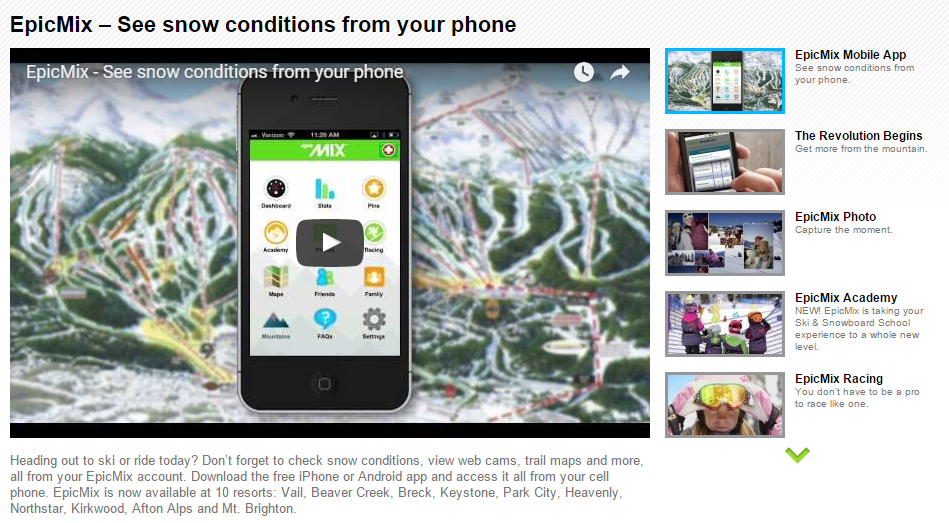 EpicMix – See snow conditions from your phone
EpicMix - See snow conditions from your phone
Verizon
11:26 AM
MIX
Dashboard
Stats
Pins
Academy
Racing
Maps
Friends
Family
Mountains
FAQs
Settings
EpicMix Mobile App
See snow conditions from
your phone.
The Revolution Begins
Get more from the mountain.
EpicMix Photo
Capture the moment.
EpicMix Academy
NEW! EpicMix is taking your
Ski & Snowboard School
experience to a whole new
level.
EpicMix Racing
You don't have to be a pro
to race like one.
Heading out to ski or ride today? Don't forget to check snow conditions, view web cams, trail maps and more,
all from your EpicMix account. Download the free iPhone or Android app and access it all from your cell
phone. EpicMix is now available at 10 resorts: Vail, Beaver Creek, Breck, Keystone, Park City, Heavenly,
Northstar, Kirkwood, Afton Alps and Mt. Brighton.